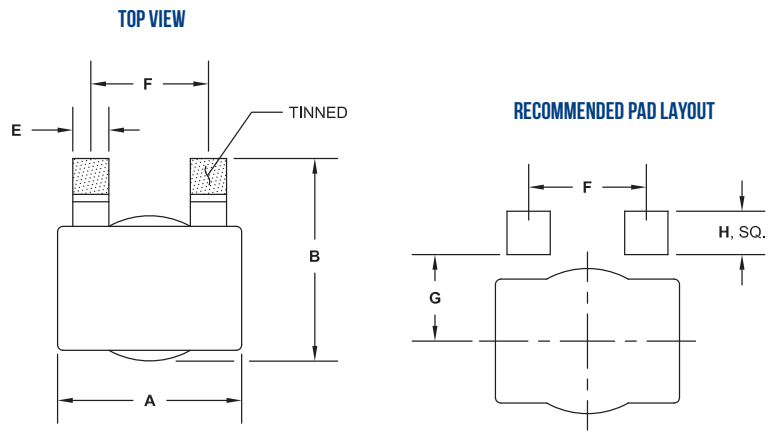 TOP VIEW
F
E
TINNED
B
A
RECOMMENDED PAD LAYOUT
F
H, SQ.
G